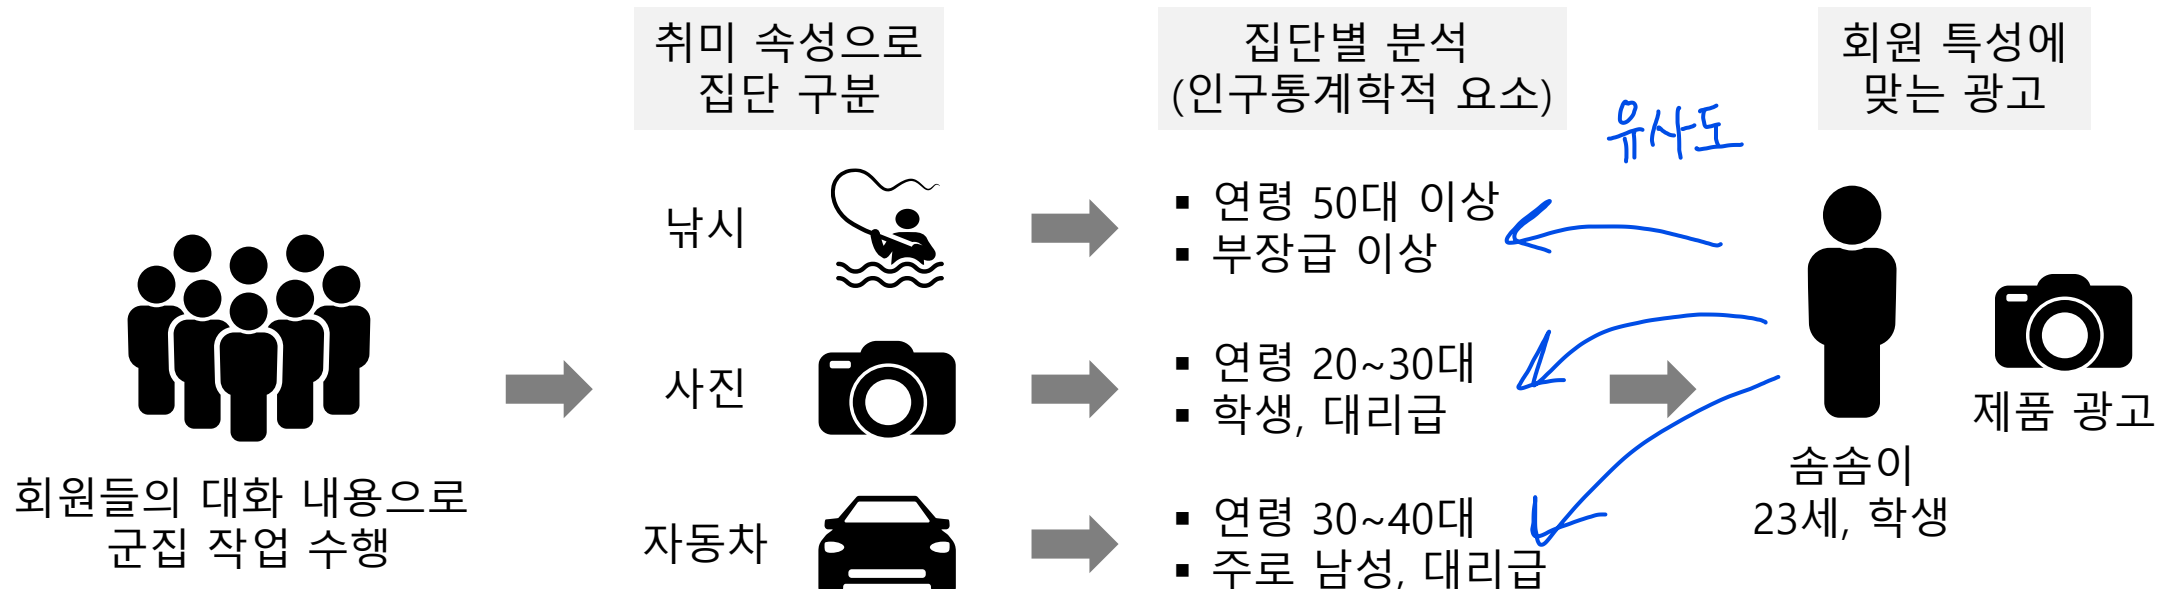 취미 속성으로
집단 구분
집단별 분석
(인구통계학적 요소)
회원 특성에
맞는 광고
유사도
낚시
▪ 연령 50대 이상
▪ 부장급 이상
사진
▪ 연령 20~30대
▪ 학생, 대리급
제품 광고
솜솜이
23세, 학생
회원들의 대화 내용으로
군집 작업 수행
자동차
▪ 연령 30~40대
▪ 주로 남성, 대리급